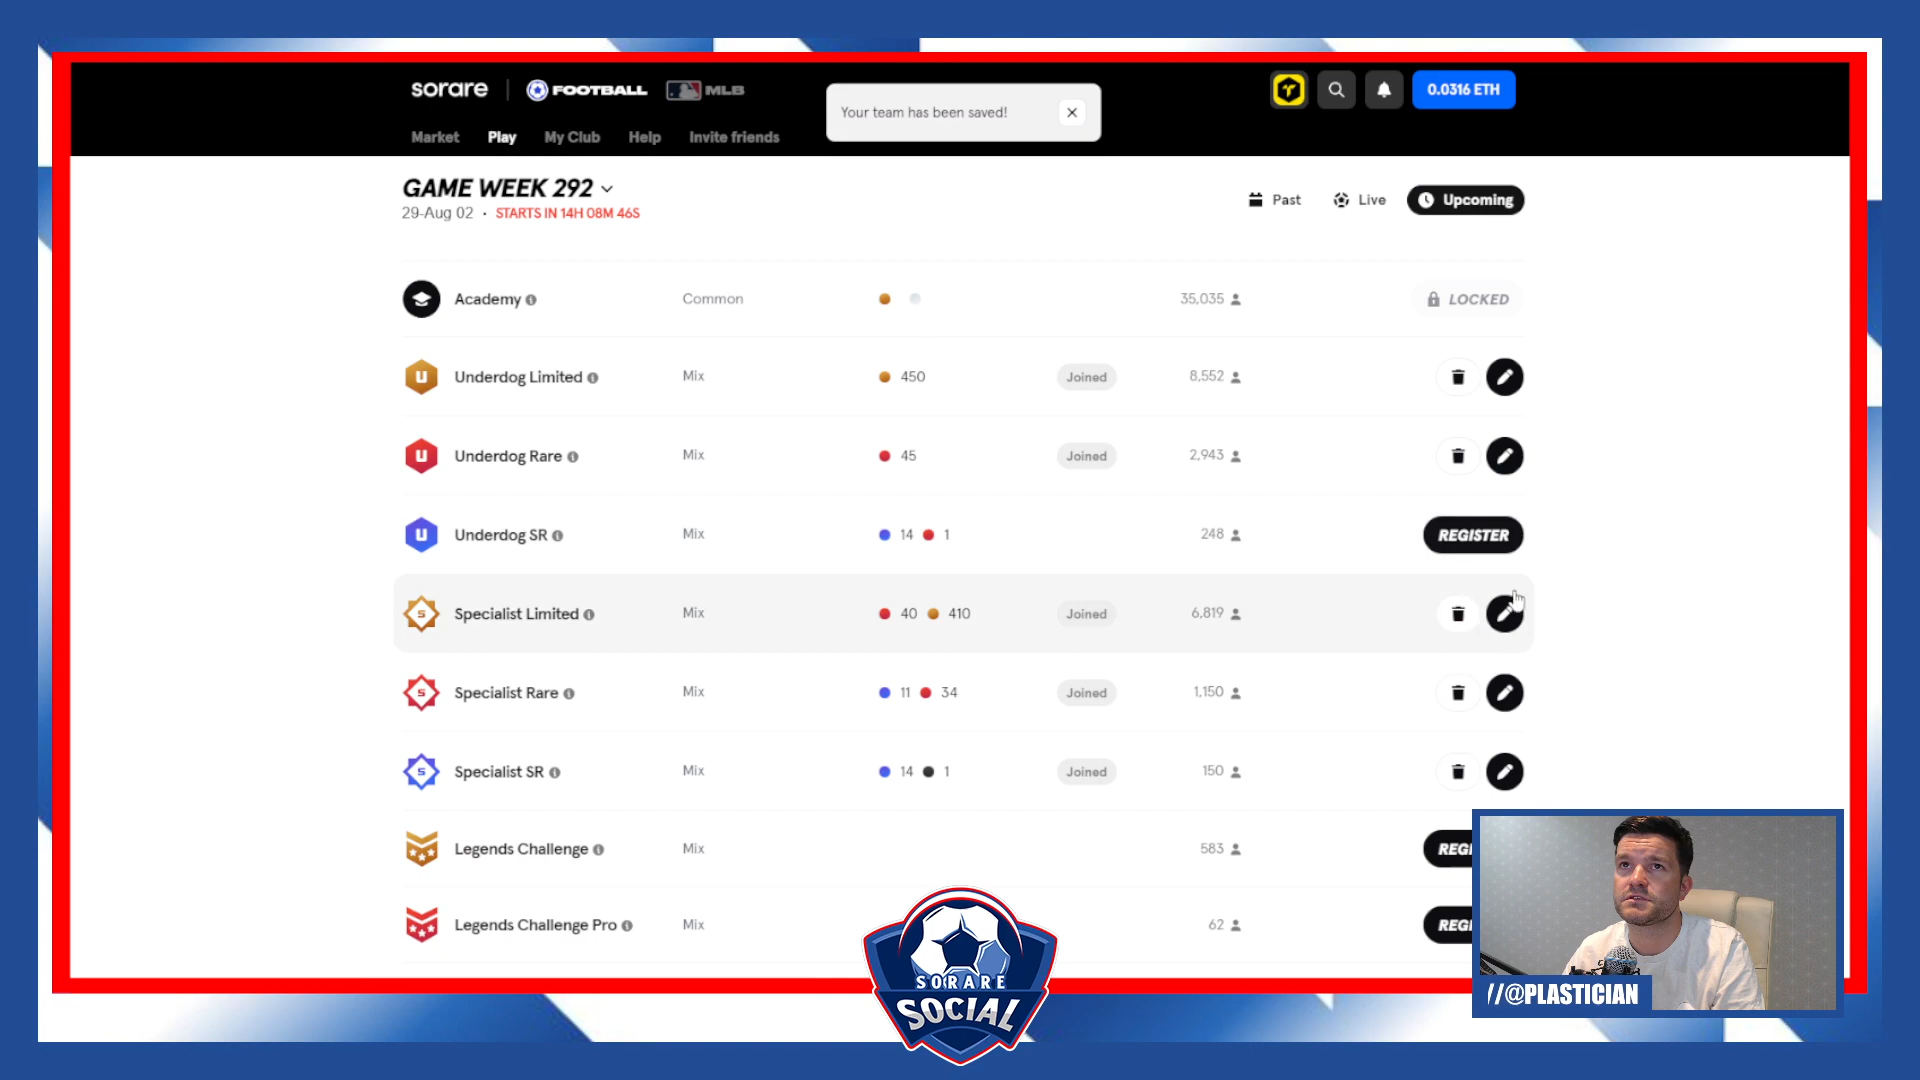 sorare
FOOTBALL
MLB
Your team has been saved!
0.0316 ETH
Market
Play
My Club
Help
Invite friends
GAME WEEK 292
29-Aug 02 · STARTS IN 14H 08M 46S
Past
Live
Upcoming
Academy
Common
35,035
LOCKED
U
Underdog Limited
Mix
450
Joined
8,552
U
Underdog Rare
Mix
45
Joined
2,943
U
Underdog SR
Mix
14
1
248
REGISTER
S
Specialist Limited
Mix
40
410
Joined
6,819
S
Specialist Rare
Mix
11
34
Joined
1,150
S
Specialist SR
Mix
14
1
Joined
150
Legends Challenge
Mix
583
REGI
Legends Challenge Pro
Mix
62
REGI
SORARE
SOCIAL
//@PLASTICIAN